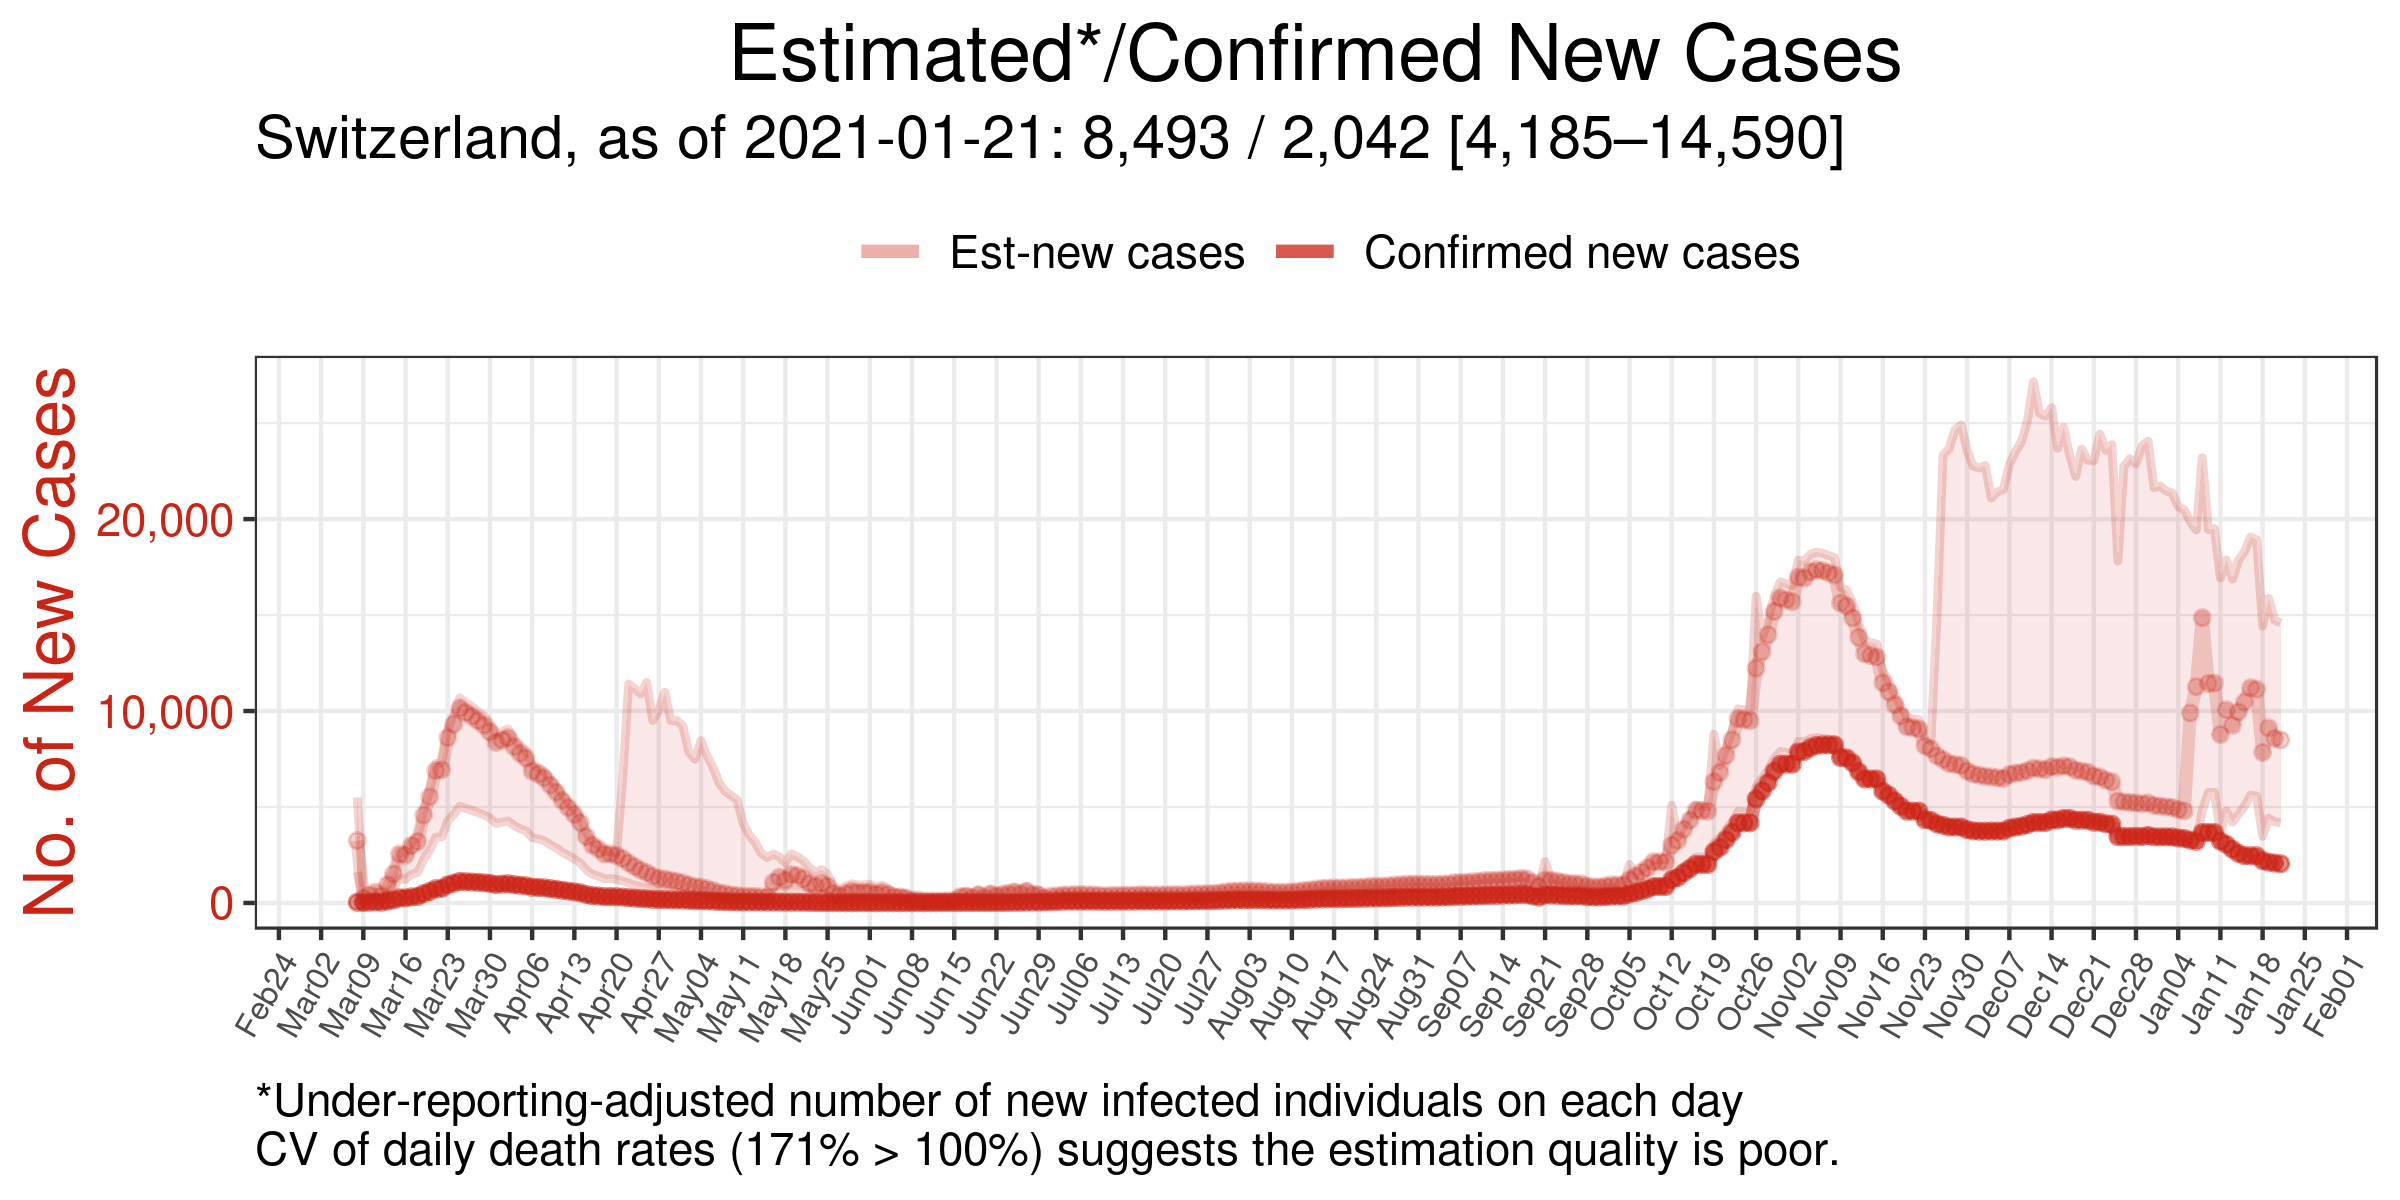 Estimated*/Confirmed New Cases
Switzerland, as of 2021-01-21: 8,493 / 2,042 [4,185–14,590]
Est-new cases
Confirmed new cases
No. of New Cases
20,000
10,000
0
Feb24
Mar02
Mar09
Mar16
Mar23
Mar30
Apr06
Apr13
Apr20
Apr27
May04
May11
May18
May25
Jun01
Jun08
Jun15
Jun22
Jun29
Jul06
Jul13
Jul20
Jul27
Aug03
Aug10
Aug17
Aug24
Aug31
Sep07
Sep14
Sep21
Sep28
Oct05
Oct12
Oct19
Oct26
Nov02
Nov09
Nov16
Nov23
Nov30
Dec07
Dec14
Dec21
Dec28
Jan04
Jan11
Jan18
Jan25
Feb01
*Under-reporting-adjusted number of new infected individuals on each day
CV of daily death rates (171% > 100%) suggests the estimation quality is poor.